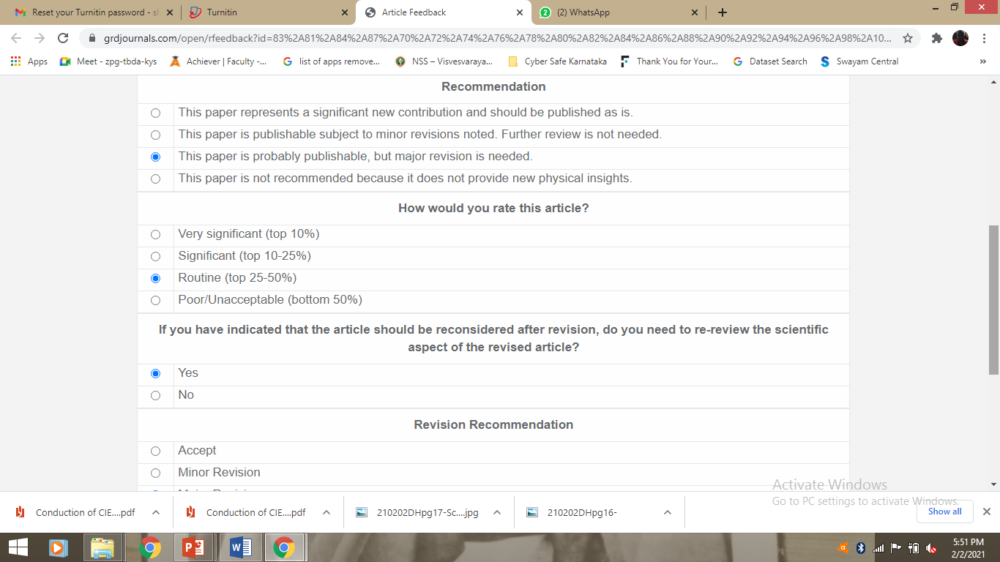 Reset your Turnitin password - sh
Turnitin
Article Feedback
(2) WhatsApp
grdjournals.com/open/rfeedback?id=83%2A81%2A84%2A87%2A70%2A72%2A74%2A76%2A78%2A80%2A82%2A84%2A86%2A88%2A90%2A92%2A94%2A96%2A98%2A10...
Apps
Meet - zpg-tbda-kys
Achiever | Faculty -...
list of apps remove...
NSS – Visvesvaraya...
Cyber Safe Karnataka
Thank You for Your...
Dataset Search
Swayam Central
»
Recommendation
This paper represents a significant new contribution and should be published as is.
This paper is publishable subject to minor revisions noted. Further review is not needed.
This paper is probably publishable, but major revision is needed.
This paper is not recommended because it does not provide new physical insights.
How would you rate this article?
Very significant (top 10%)
Significant (top 10-25%)
Routine (top 25-50%)
Poor/Unacceptable (bottom 50%)
If you have indicated that the article should be reconsidered after revision, do you need to re-review the scientific
aspect of the revised article?
Yes
No
Revision Recommendation
Accept
Minor Revision
Activate Windows
Go to PC settings to activate Windows.
Conduction of CIE....pdf
Conduction of CIE....pdf
210202DHpg17-Sc....jpg
210202DHpg16-
Show all
5:51 PM
2/2/2021